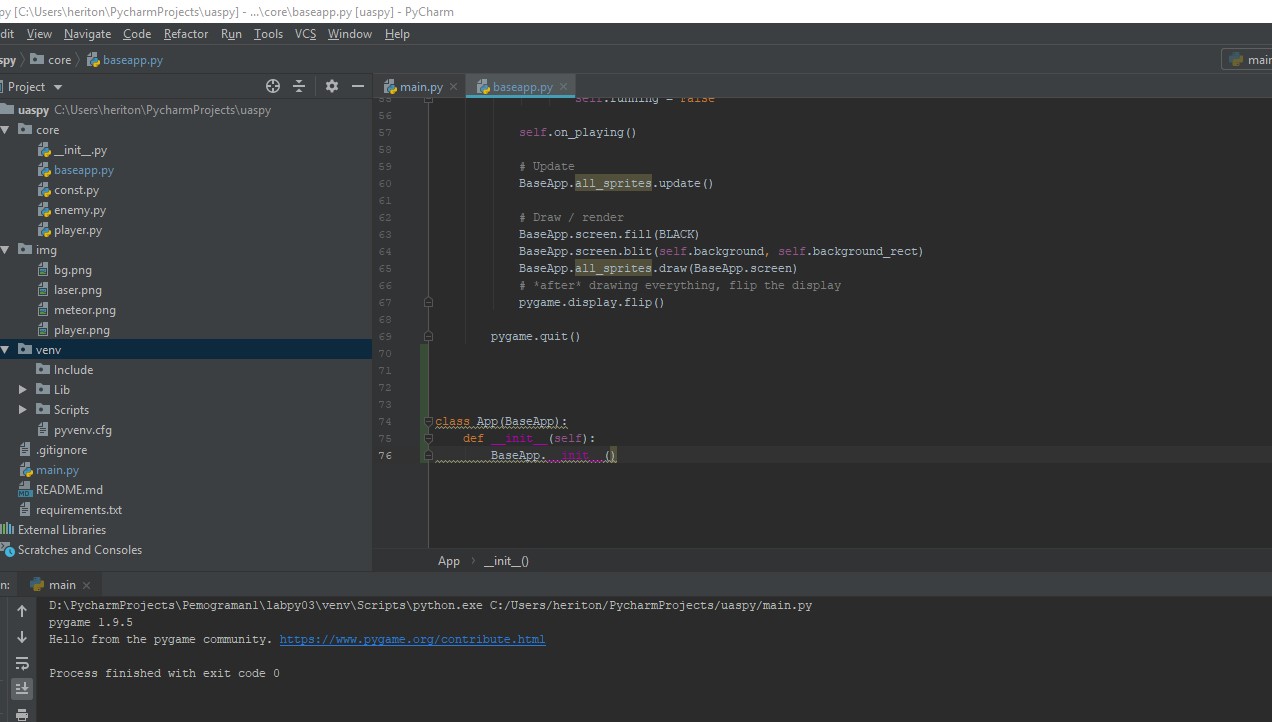 py [C:\Users\heriton\PycharmProjects\uaspy] - ...\core\baseapp.py [uaspy] - PyCharm
dit View Navigate Code Refactor Run Tools VCS Window Help
spy core baseapp.py
main
Project
main.py baseapp.py
uaspy C:\Users\heriton\PycharmProjects\uaspy
core
__init__.py
baseapp.py
const.py
enemy.py
player.py
img
bg.png
laser.png
meteor.png
player.png
venv
Include
Lib
Scripts
pyvenv.cfg
.gitignore
main.py
README.md
requirements.txt
External Libraries
Scratches and Consoles
55 self.running = False
56
57 self.on_playing()
58
59 # Update
60 BaseApp.all_sprites.update()
61
62 # Draw / render
63 BaseApp.screen.fill(BLACK)
64 BaseApp.screen.blit(self.background, self.background_rect)
65 BaseApp.all_sprites.draw(BaseApp.screen)
66 # *after* drawing everything, flip the display
67 pygame.display.flip()
68
69 pygame.quit()
70
71
72
73
74 class App(BaseApp):
75 def __init__(self):
76 BaseApp.__init__()
App __init__()
n: main
D:\PycharmProjects\Pemograman1\labpy03\venv\Scripts\python.exe C:/Users/heriton/PycharmProjects/uaspy/main.py
pygame 1.9.5
Hello from the pygame community. https://www.pygame.org/contribute.html
Process finished with exit code 0